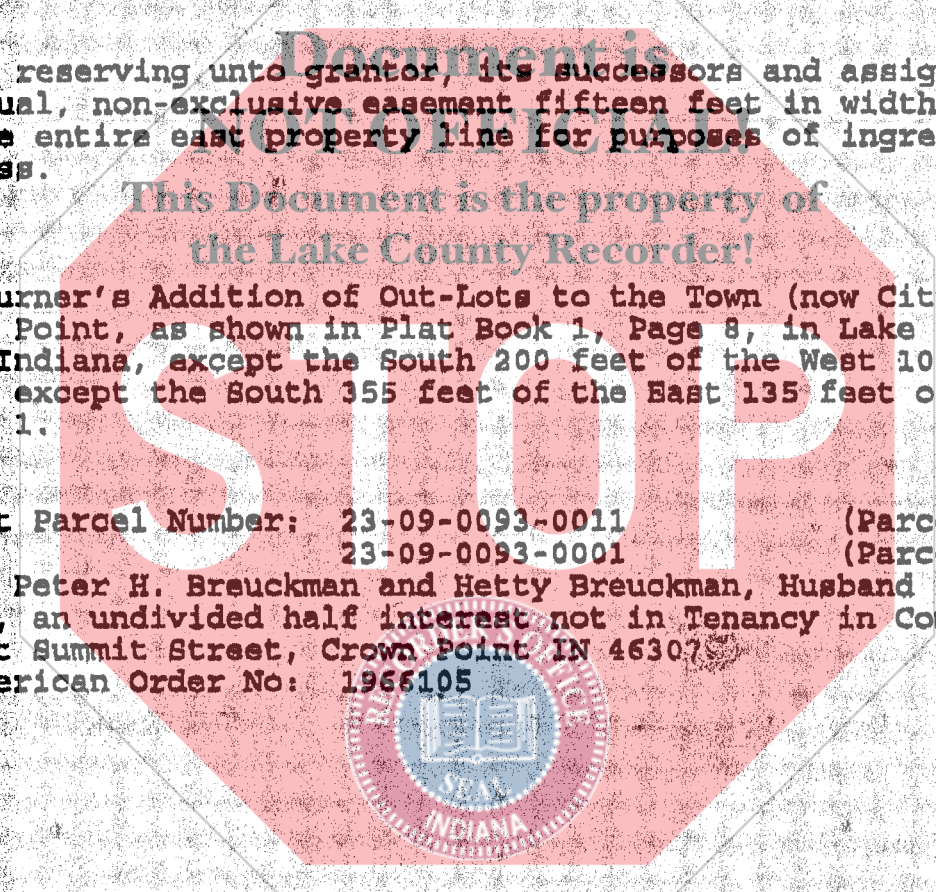 Document is
reserving unto grantor, its successors and assig
ual, non-exclusive easement fifteen feet in width
NOT OFFICIAL!
e entire east property line for purposes of ingre
ss.
This Document is the property of
the Lake County Recorder!
urner's Addition of Out-Lots to the Town (now Cit
Point, as shown in Plat Book 1, Page 8, in Lake
Indiana, except the South 200 feet of the West 10
except the South 355 feet of the East 135 feet o
1.
STOP
t Parcel Number: 23-09-0093-0011 (Parce
23-09-0093-0001 (Parc
Peter H. Breuckman and Hetty Breuckman, Husband
, an undivided half interest not in Tenancy in Co
t Summit Street, Crown Point IN 46307
erican Order No: 1966105
RECORDER'S OFFICE
SEAL
INDIANA